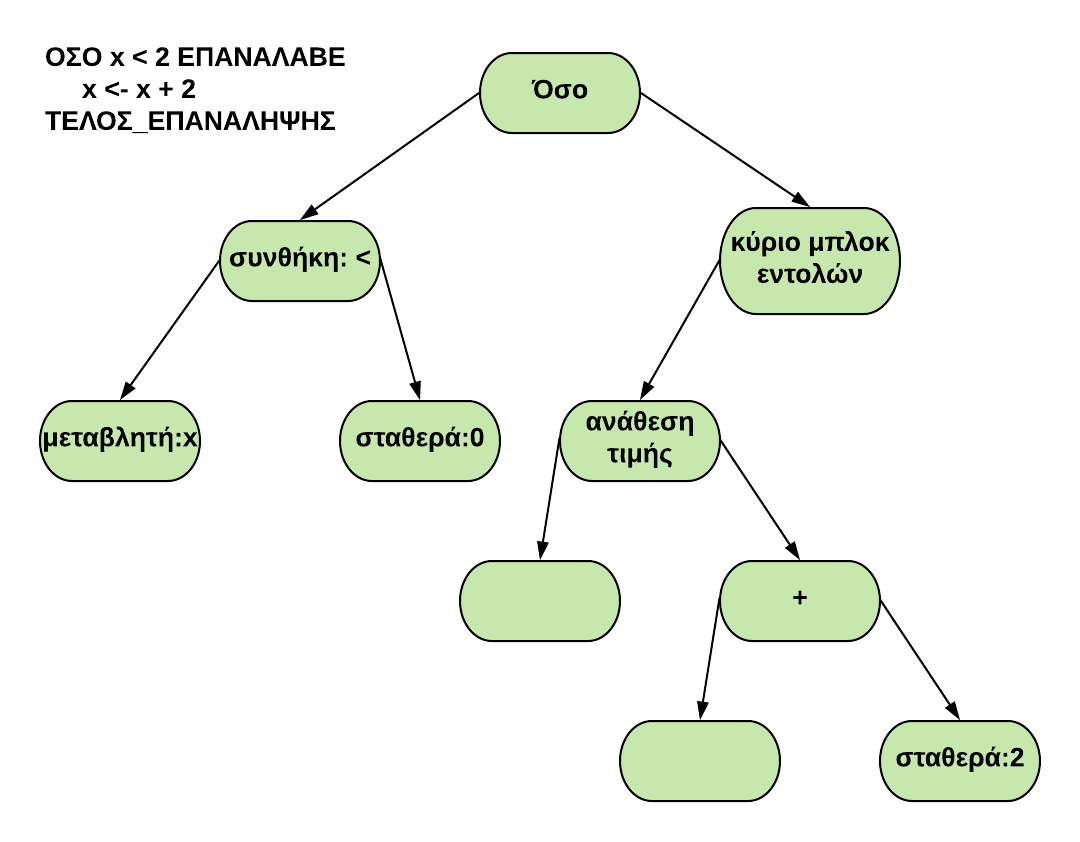 ΟΣΟ x < 2 ΕΠΑΝΑΛΑΒΕ
x <- x + 2
ΤΕΛΟΣ_ΕΠΑΝΑΛΗΨΗΣ
Όσο
συνθήκη: <
κύριο μπλοκ
εντολών
μεταβλητή:x
σταθερά:0
ανάθεση
τιμής
+
σταθερά:2